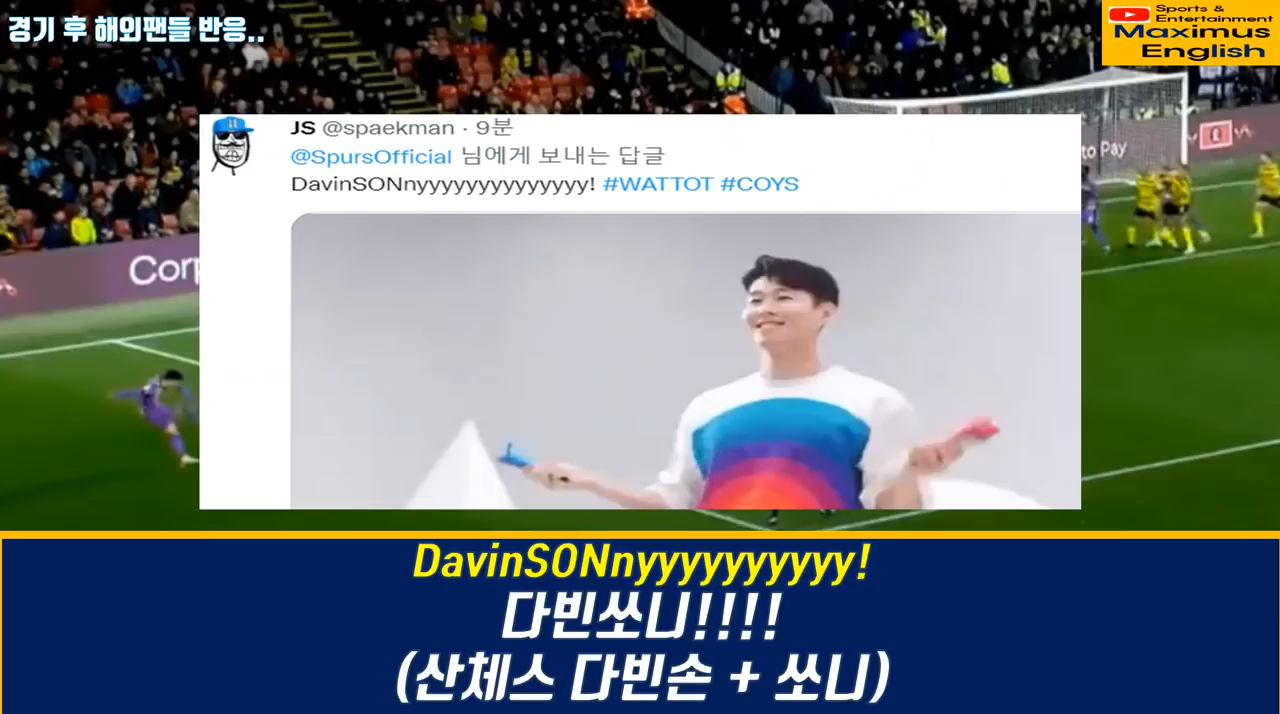 경기 후 해외팬들 반응..
Sports &
Entertainment
Maximus
English
JS @spaekman · 9분
@SpursOfficial 님에게 보내는 답글
DavinSONnyyyyyyyyyyyyyy! #WATTOT #COYS
to Pay
Corp
DavinSONnyyyyyyyyyy!
다빈쏘니!!!!
(산체스 다빈손 + 쏘니)